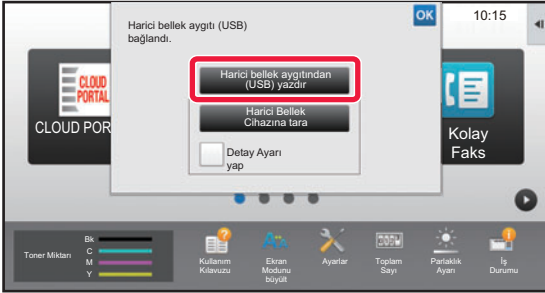 Harici bellek aygıtı (USB)
bağlandı.
OK
10:15
Harici bellek aygıtından
(USB) yazdır
Harici Bellek
Cihazına tara
Detay Ayarı
yap
CLOUD
PORTAL
CLOUD POR
Kolay
Faks
Toner Miktarı
Bk
C
M
Y
Kullanım
Kılavuzu
Ekran
Modunu
büyült
Ayarlar
Toplam
Sayı
Parlaklık
Ayarı
İş
Durumu